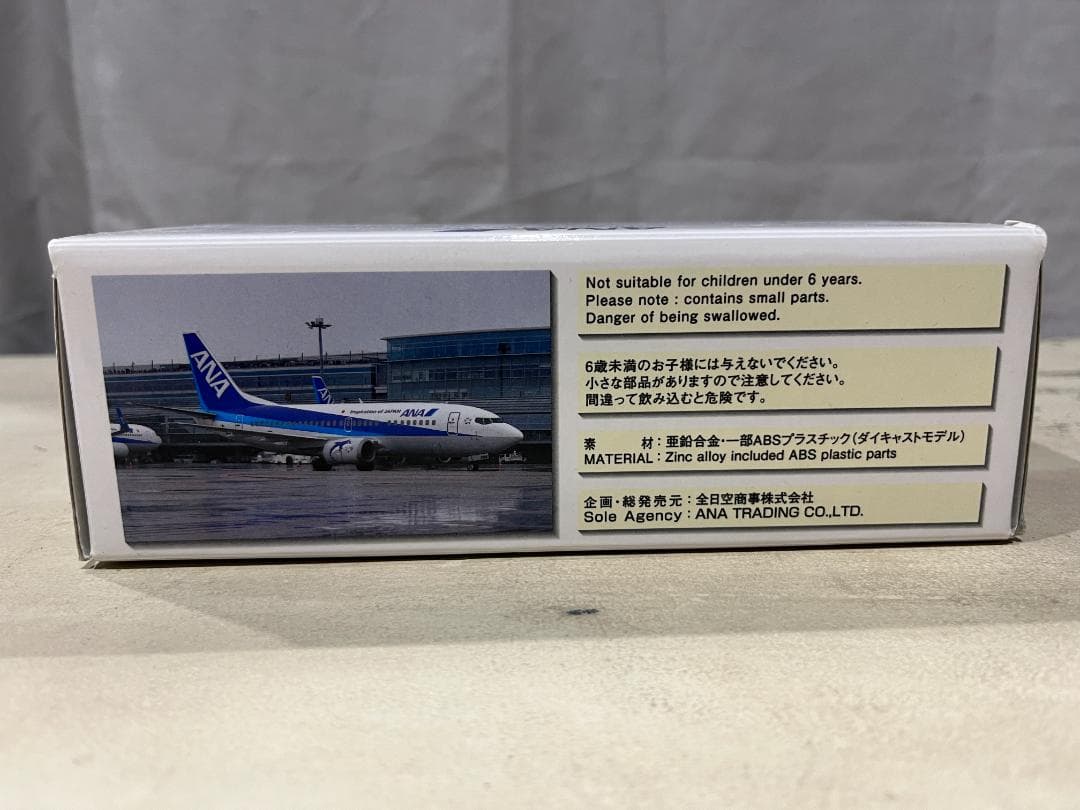 ANA
ANA
Inspiration of JAPAN ANA
Not suitable for children under 6 years.
Please note : contains small parts.
Danger of being swallowed.
6歳未満のお子様には与えないでください。
小さな部品がありますので注意してください。
間違って飲み込むと危険です。
素 材：亜鉛合金・一部ABSプラスチック（ダイキャストモデル）
MATERIAL : Zinc alloy included ABS plastic parts
企画・総発売元：全日空商事株式会社
Sole Agency : ANA TRADING CO.,LTD.